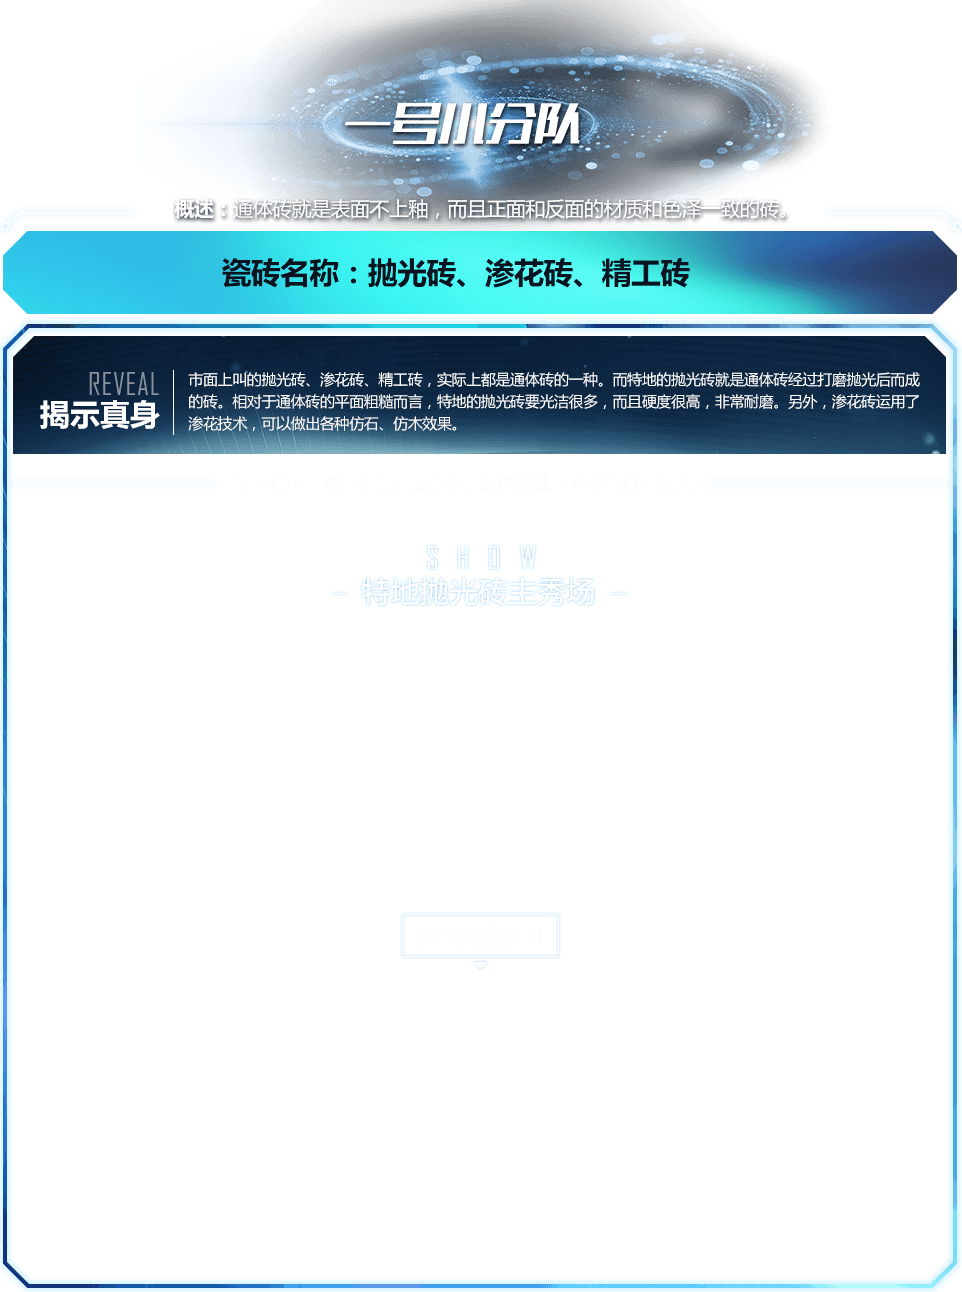 一号小分队
概述：通体砖就是表面不上釉，而且正面和反面的材质和色泽一致的砖。
瓷砖名称：抛光砖、渗花砖、精工砖
REVEAL
揭示真身
市面上叫的抛光砖、渗花砖、精工砖，实际上都是通体砖的一种。而特地的抛光砖就是通体砖经过打磨抛光后而成
的砖。相对于通体砖的平面粗糙而言，特地的抛光砖要光洁很多，而且硬度很高，非常耐磨。另外，渗花砖运用了
渗花技术，可以做出各种仿石、仿木效果。
SHOW
– 特地抛光砖主秀场 –